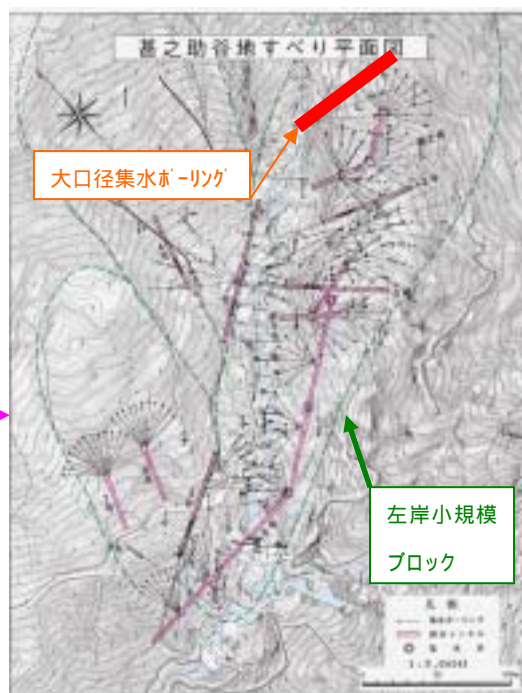 甚之助谷地すべり平面図
大口径集水ボーリング
左岸小規模
ブロック
凡例